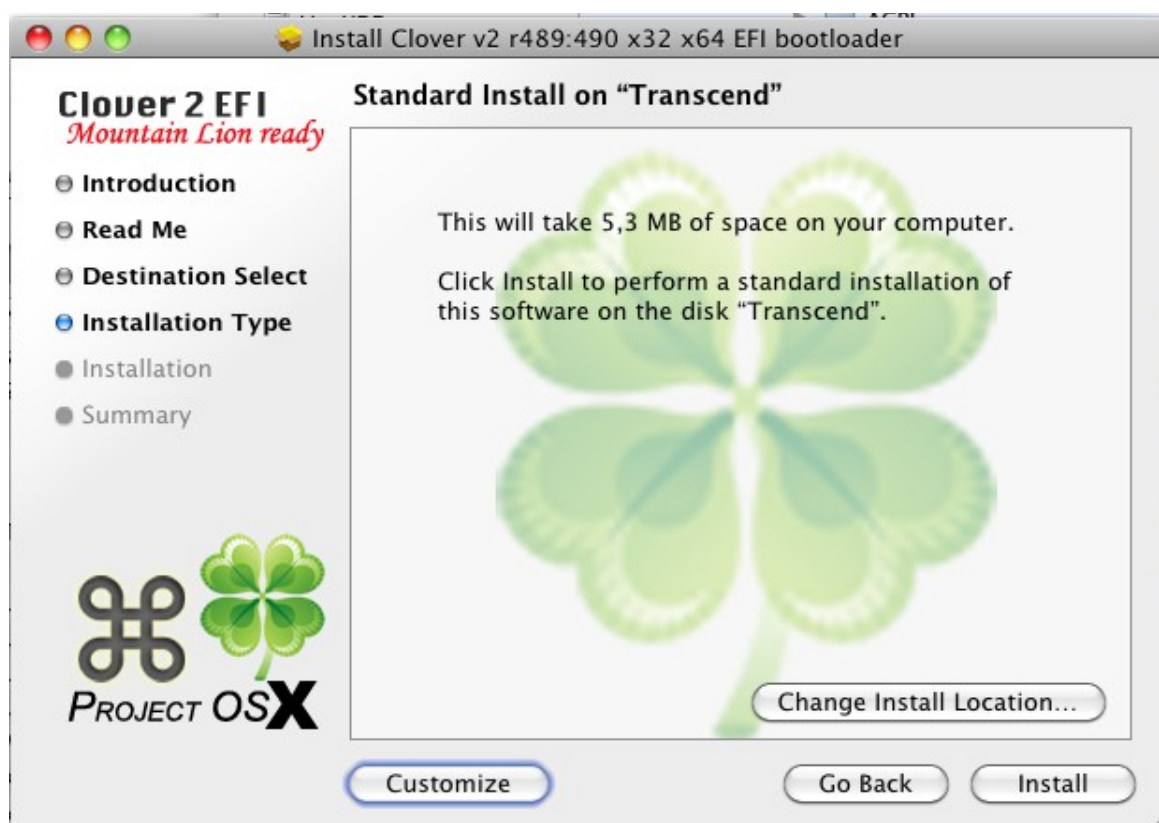 Install Clover v2 r489:490 x32 x64 EFI bootloader
Clover 2 EFI
Mountain Lion ready
Standard Install on “Transcend”
Introduction
Read Me
Destination Select
Installation Type
Installation
Summary
This will take 5,3 MB of space on your computer.
Click Install to perform a standard installation of
this software on the disk “Transcend”.
PROJECT OSX
Change Install Location...
Customize
Go Back
Install